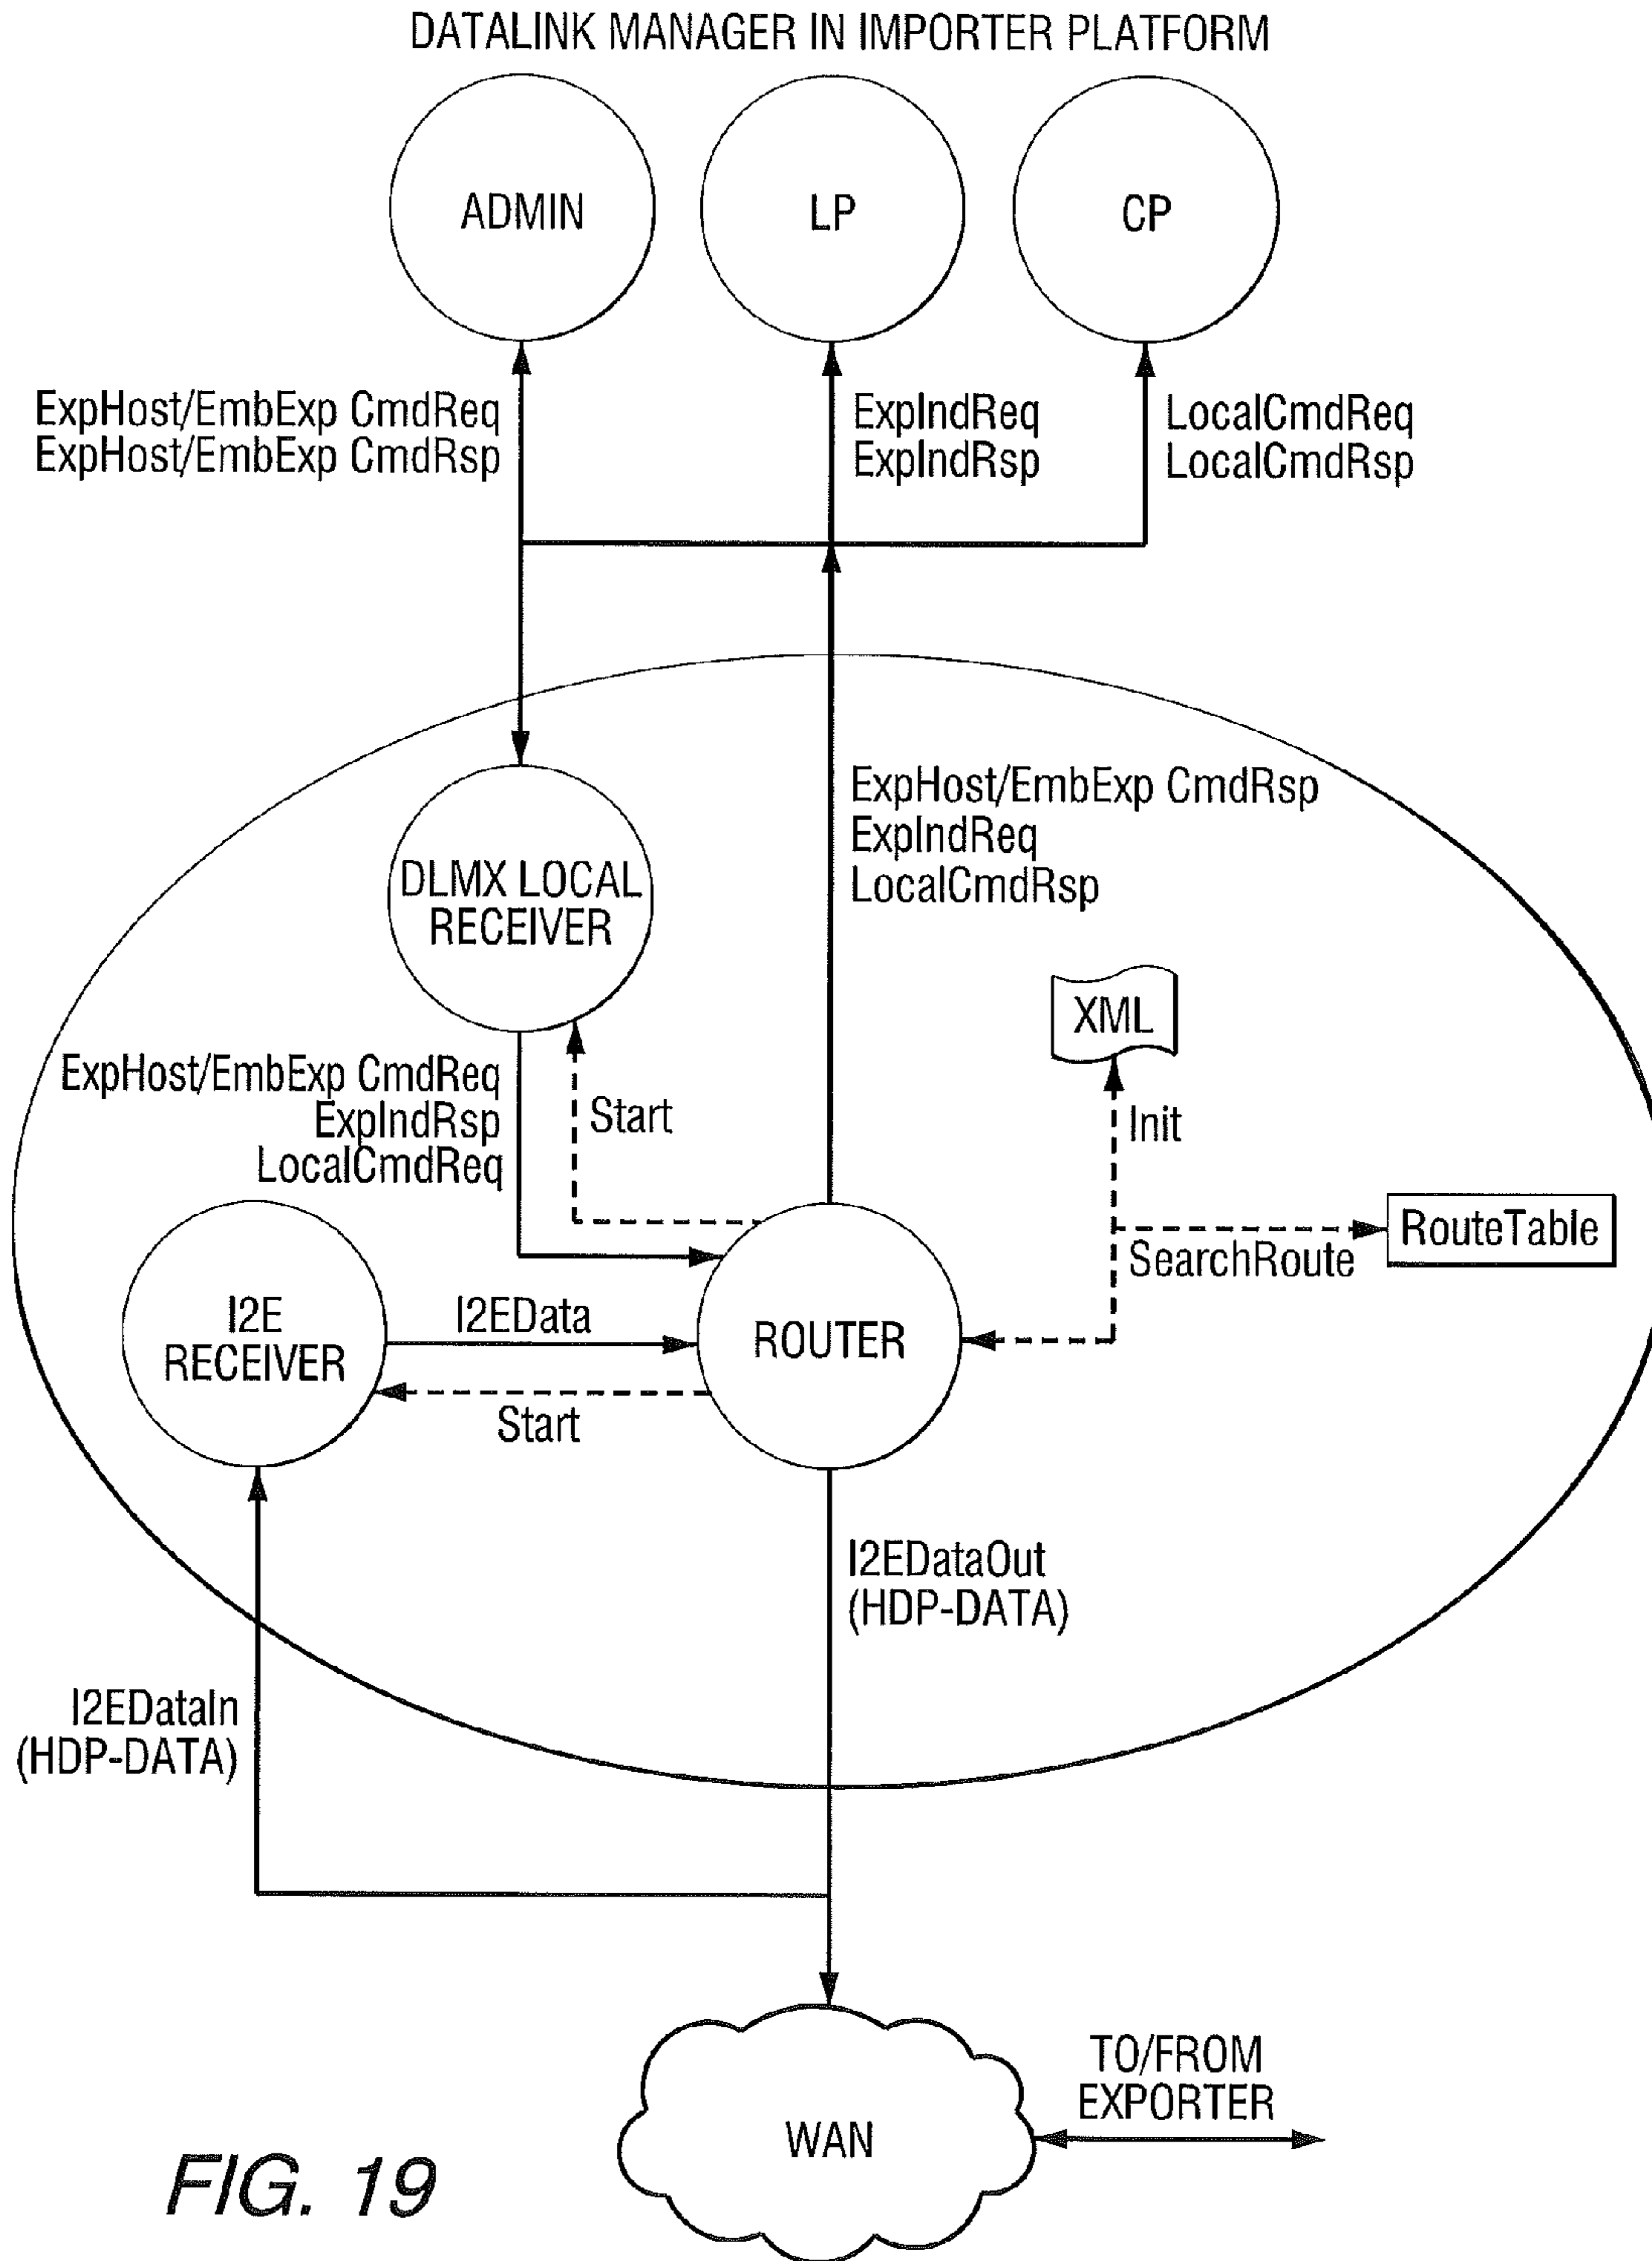 DATALINK MANAGER IN IMPORTER PLATFORM
ADMIN
LP
CP
ExpHost/EmbExp CmdReq
ExpHost/EmbExp CmdRsp
ExpIndReq
ExpIndRsp
LocalCmdReq
LocalCmdRsp
DLMX LOCAL
RECEIVER
ExpHost/EmbExp CmdRsp
ExpIndReq
LocalCmdRsp
XML
ExpHost/EmbExp CmdReq
ExpIndRsp
LocalCmdReq
Start
Init
SearchRoute
RouteTable
I2E
RECEIVER
I2EData
Start
ROUTER
I2EDataOut
(HDP-DATA)
I2EDataIn
(HDP-DATA)
WAN
TO/FROM
EXPORTER
FIG. 19